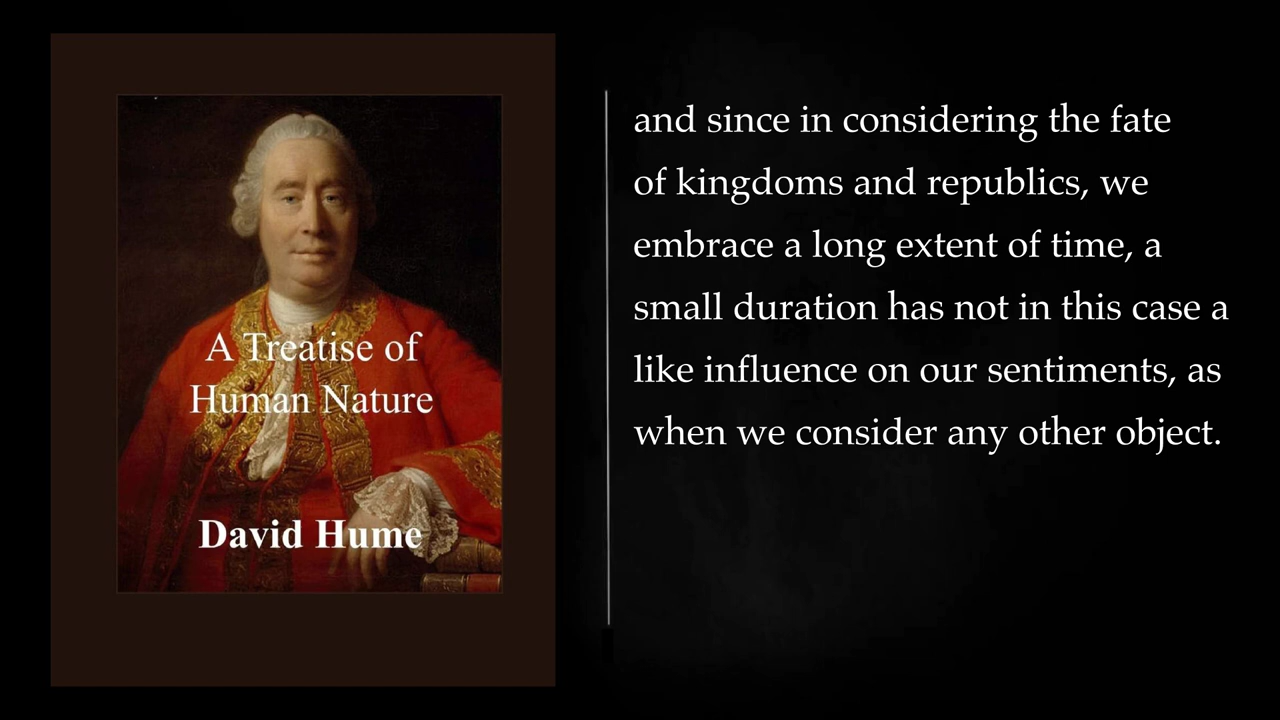 A Treatise of
Human Nature
David Hume
and since in considering the fate
of kingdoms and republics, we
embrace a long extent of time, a
small duration has not in this case a
like influence on our sentiments, as
when we consider any other object.